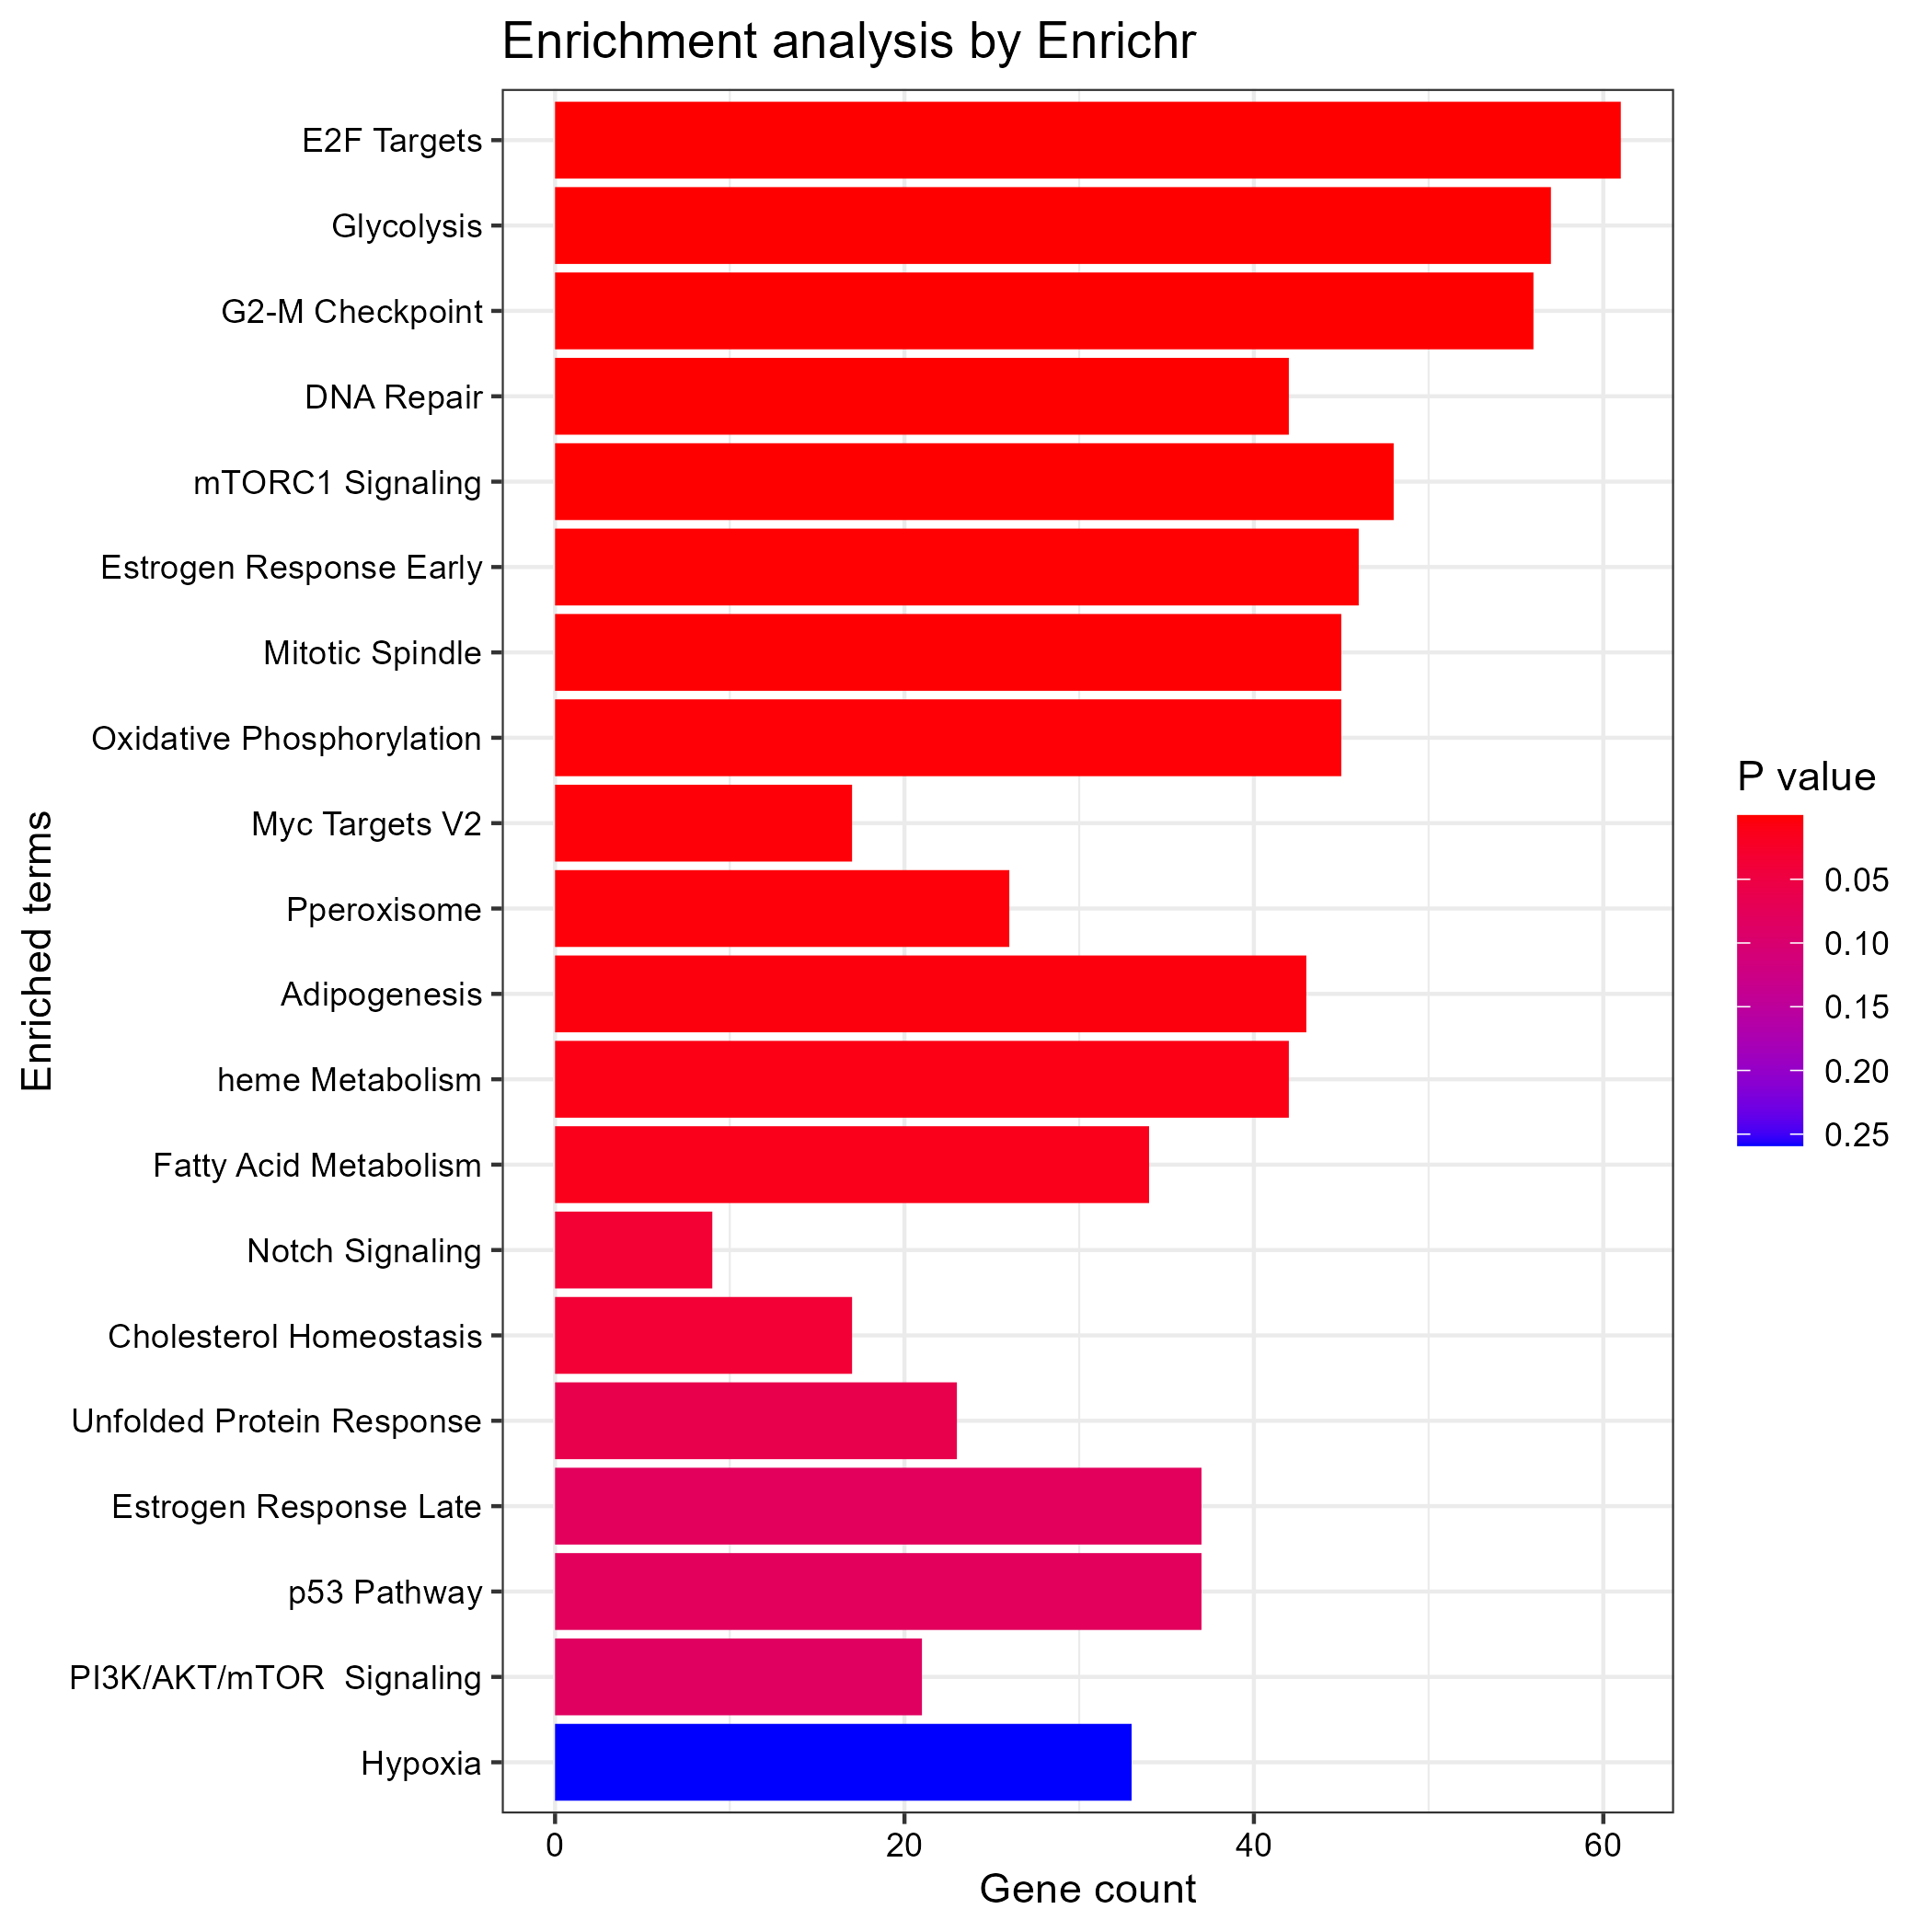 Enrichment analysis by Enrichr
Enriched terms
E2F Targets
Glycolysis
G2-M Checkpoint
DNA Repair
mTORC1 Signaling
Estrogen Response Early
Mitotic Spindle
Oxidative Phosphorylation
Myc Targets V2
Pperoxisome
Adipogenesis
heme Metabolism
Fatty Acid Metabolism
Notch Signaling
Cholesterol Homeostasis
Unfolded Protein Response
Estrogen Response Late
p53 Pathway
PI3K/AKT/mTOR  Signaling
Hypoxia
0 20 40 60
Gene count
P value
0.05
0.10
0.15
0.20
0.25